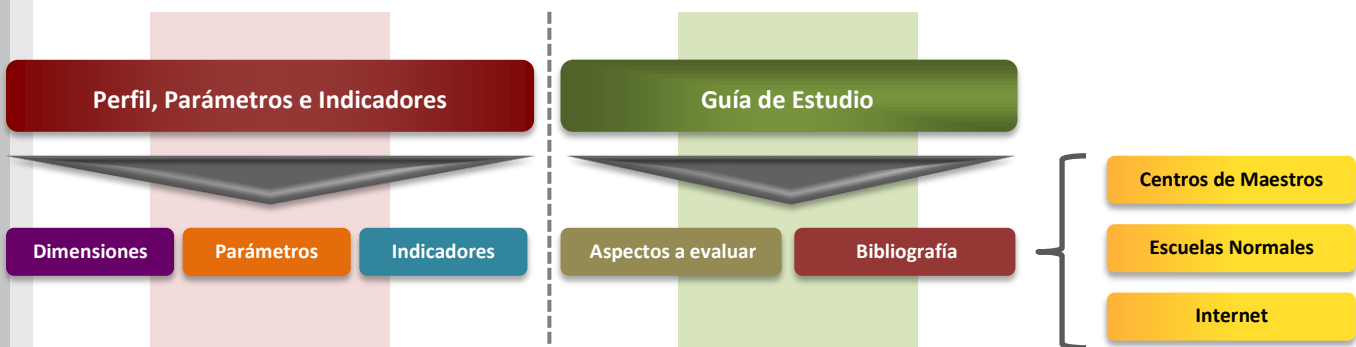 Perfil, Parámetros e Indicadores
Guía de Estudio
Dimensiones
Parámetros
Indicadores
Aspectos a evaluar
Bibliografía
Centros de Maestros
Escuelas Normales
Internet